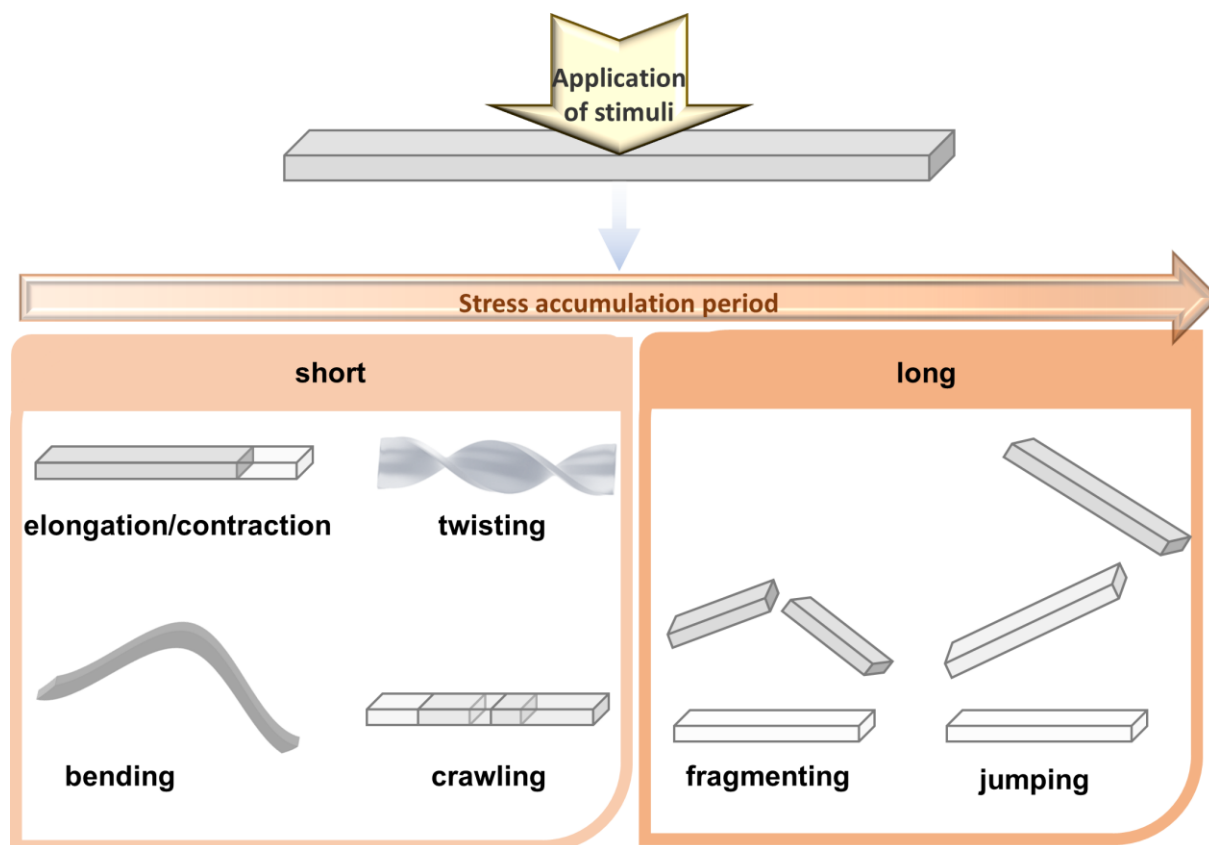 Application
of stimuli
Stress accumulation period
short
long
elongation/contraction
twisting
bending
crawling
fragmenting
jumping